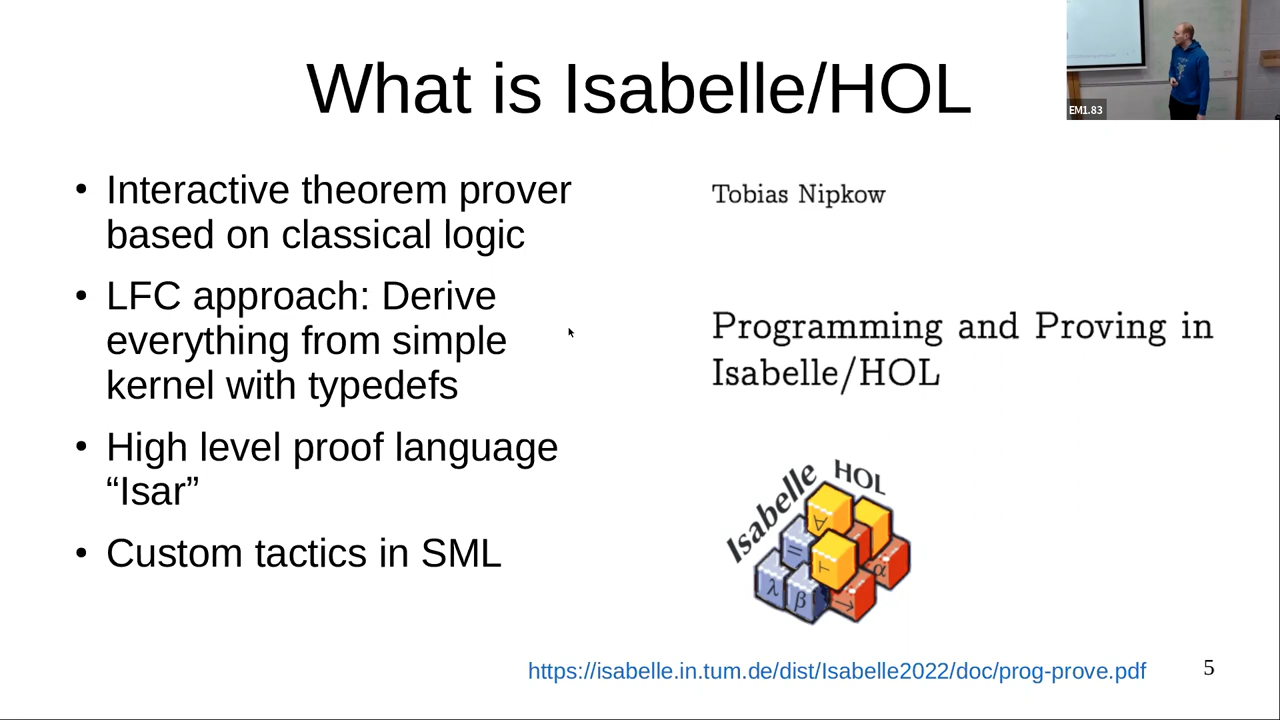 What is Isabelle/HOL
EM1.83
• Interactive theorem prover
based on classical logic
• LFC approach: Derive
everything from simple
kernel with typedefs
• High level proof language
“Isar”
• Custom tactics in SML
Tobias Nipkow
Programming and Proving in
Isabelle/HOL
Isabelle HOL
∀
=
⊢
α
λ
β
→
https://isabelle.in.tum.de/dist/Isabelle2022/doc/prog-prove.pdf
5